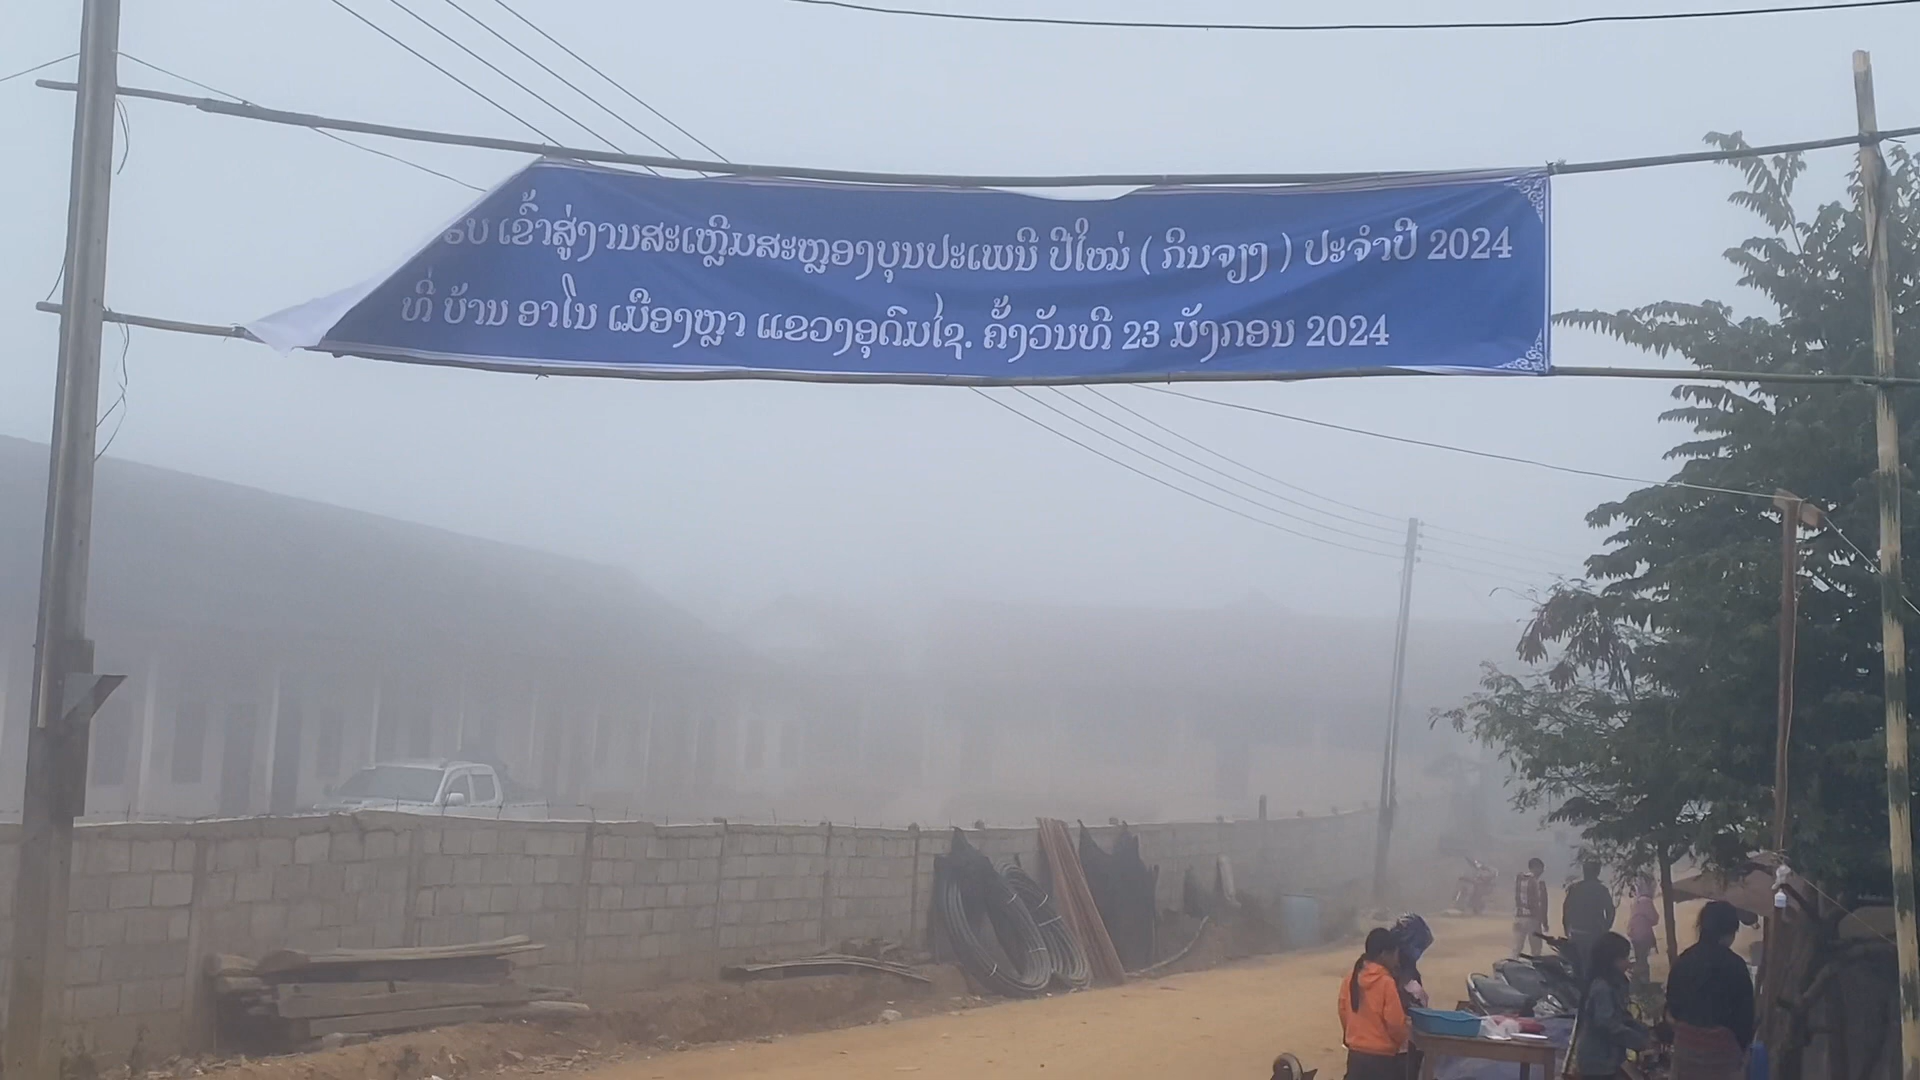 ຮັບ ເຂົ້າສູ່ງານສະເຫຼີມສະຫຼອງບຸນປະເພນີ ປີໃໝ່ ( ກິນຈຽງ ) ປະຈຳປີ 2024
ທີ່ ບ້ານ ອາໂນ ເມືອງຫຼາ ແຂວງອຸດົມໄຊ. ຄັ້ງວັນທີ 23 ມັງກອນ 2024